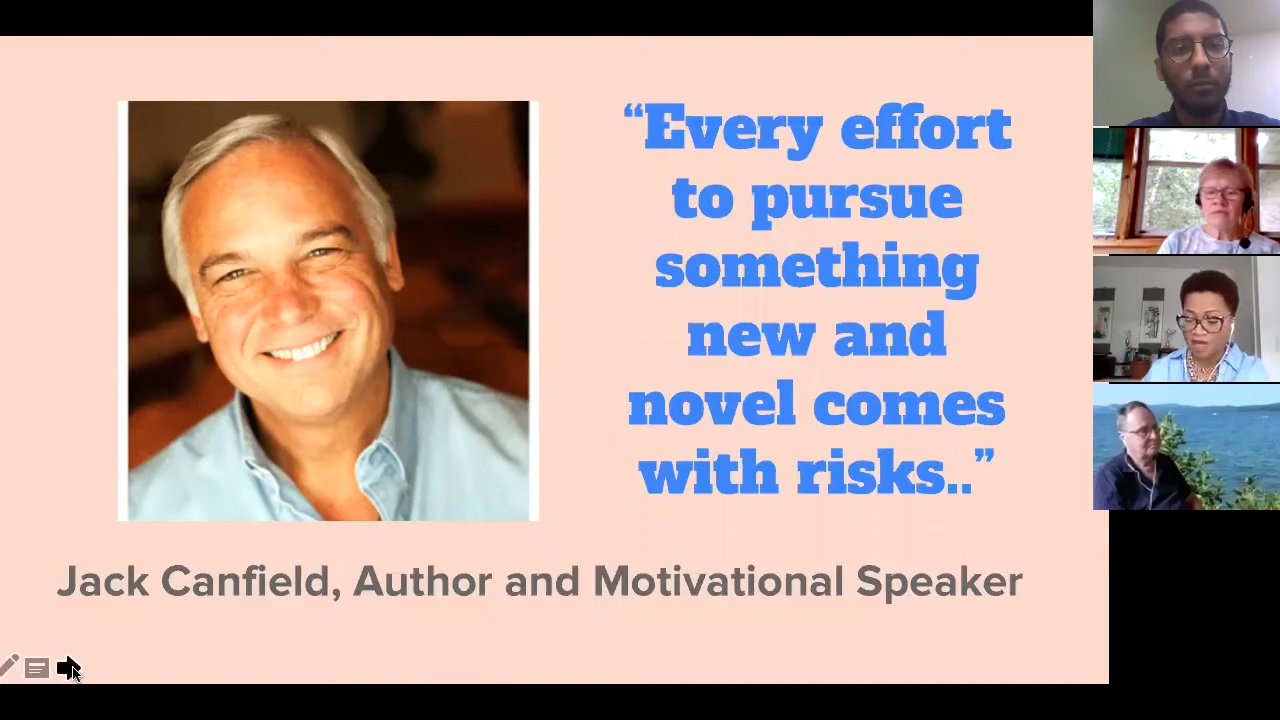 “Every effort
to pursue
something
new and
novel comes
with risks..”
Jack Canfield, Author and Motivational Speaker